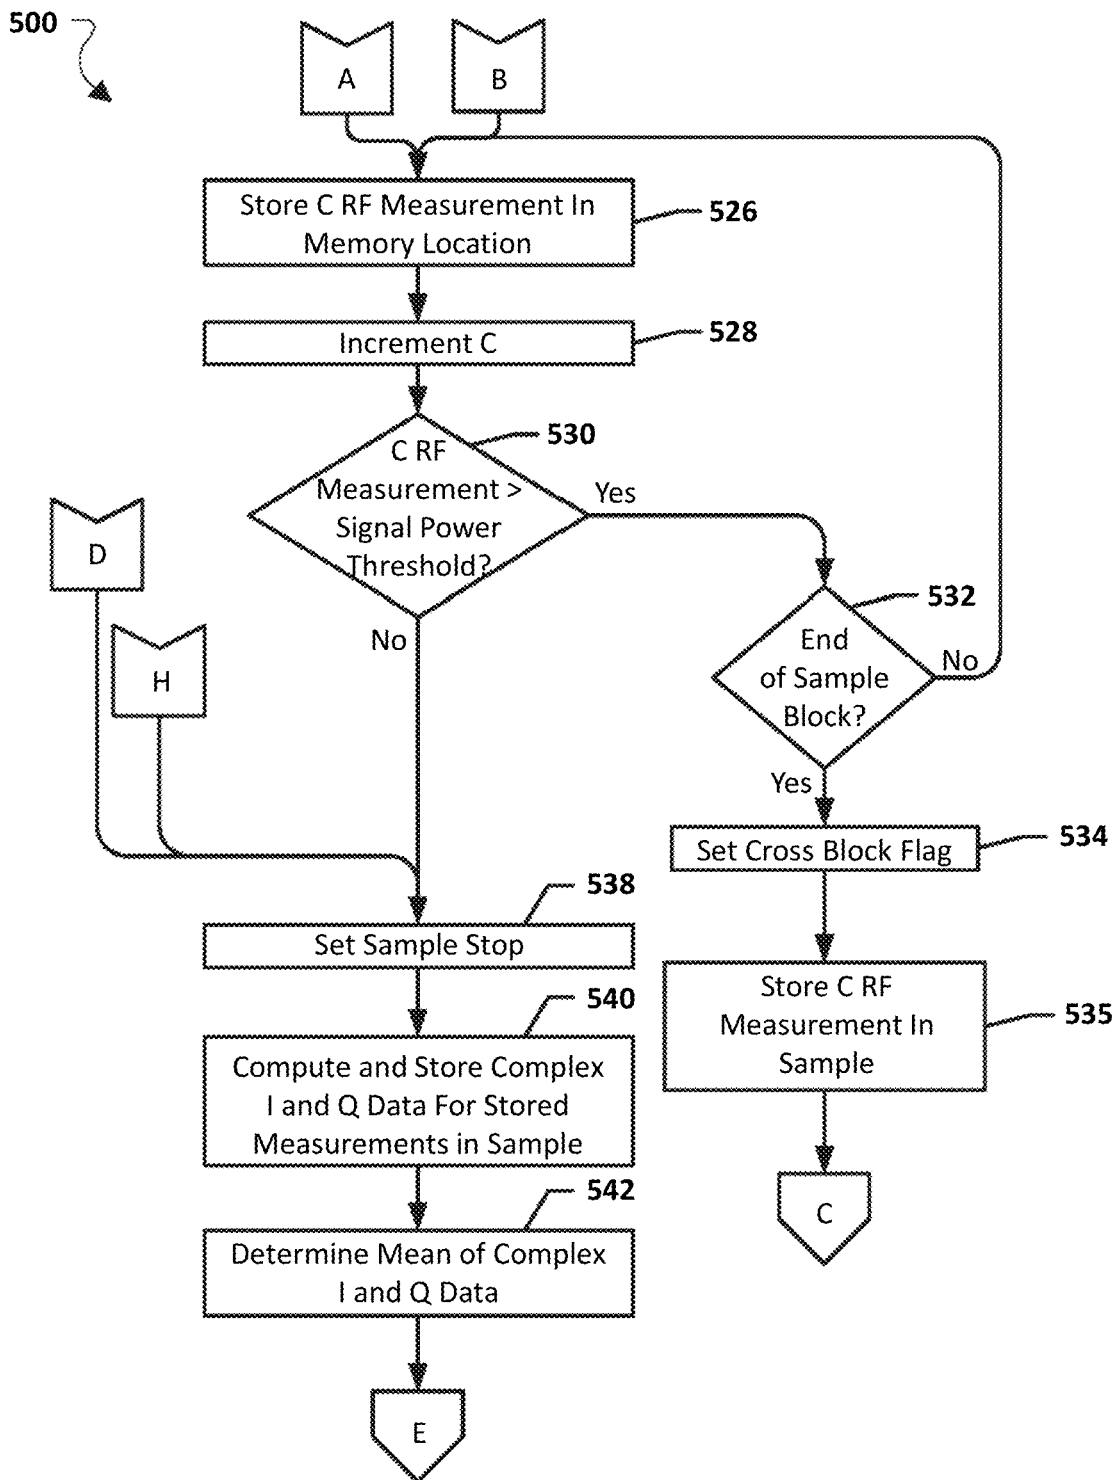 500
A
B
Store C RF Measurement In
Memory Location
526
Increment C
528
530
C RF
Measurement >
Signal Power
Threshold?
Yes
No
D
H
532
End
of Sample
Block?
No
Yes
Set Cross Block Flag
534
538
Set Sample Stop
Store C RF
Measurement In
Sample
535
540
Compute and Store Complex
I and Q Data For Stored
Measurements in Sample
542
Determine Mean of Complex
I and Q Data
C
E